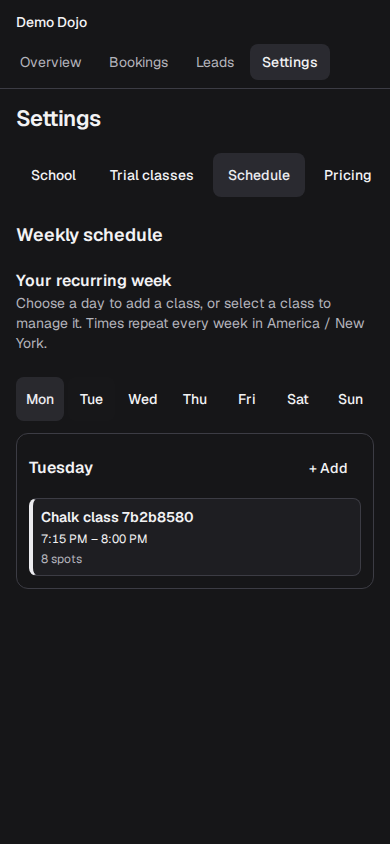 Demo Dojo
Overview Bookings Leads Settings
Settings
School Trial classes Schedule Pricing
Weekly schedule
Your recurring week
Choose a day to add a class, or select a class to
manage it. Times repeat every week in America / New
York.
Mon Tue Wed Thu Fri Sat Sun
Tuesday + Add
Chalk class 7b2b8580
7:15 PM – 8:00 PM
8 spots